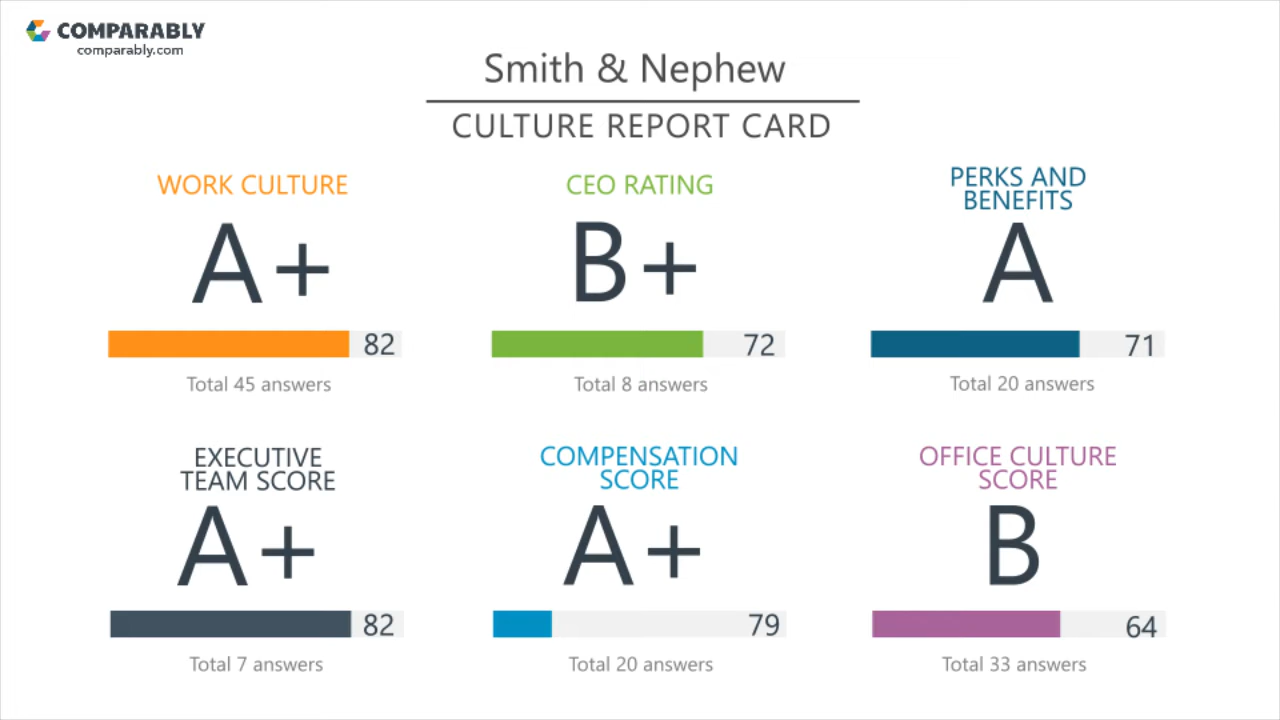 COMPARABLY
comparably.com
Smith & Nephew
CULTURE REPORT CARD
WORK CULTURE
A+
82
Total 45 answers
CEO RATING
B+
72
Total 8 answers
PERKS AND
BENEFITS
A
71
Total 20 answers
EXECUTIVE
TEAM SCORE
A+
82
Total 7 answers
COMPENSATION
SCORE
A+
79
Total 20 answers
OFFICE CULTURE
SCORE
B
64
Total 33 answers